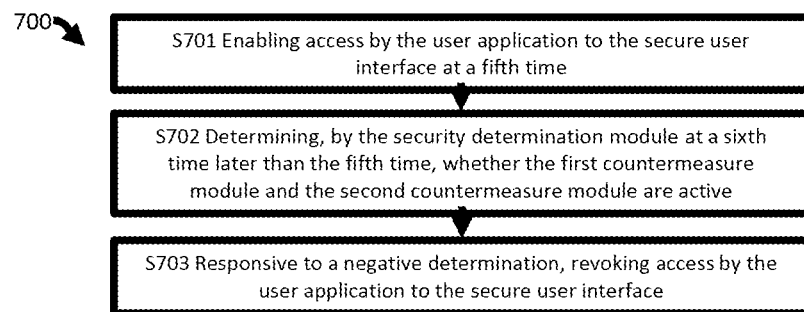 700
S701 Enabling access by the user application to the secure user
interface at a fifth time
S702 Determining, by the security determination module at a sixth
time later than the fifth time, whether the first countermeasure
module and the second countermeasure module are active
S703 Responsive to a negative determination, revoking access by the
user application to the secure user interface